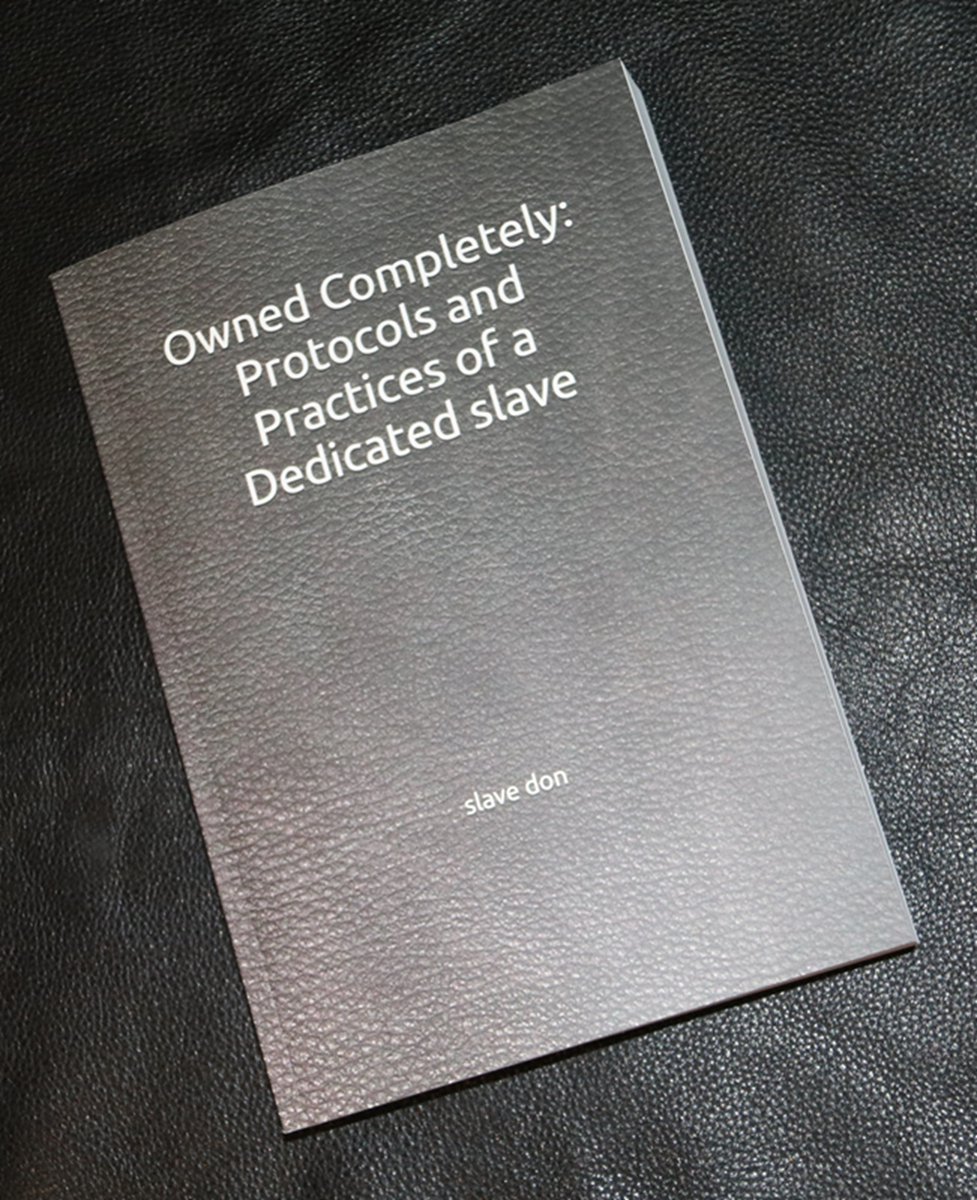 Owned Completely:
Protocols and
Practices of a
Dedicated slave
slave don